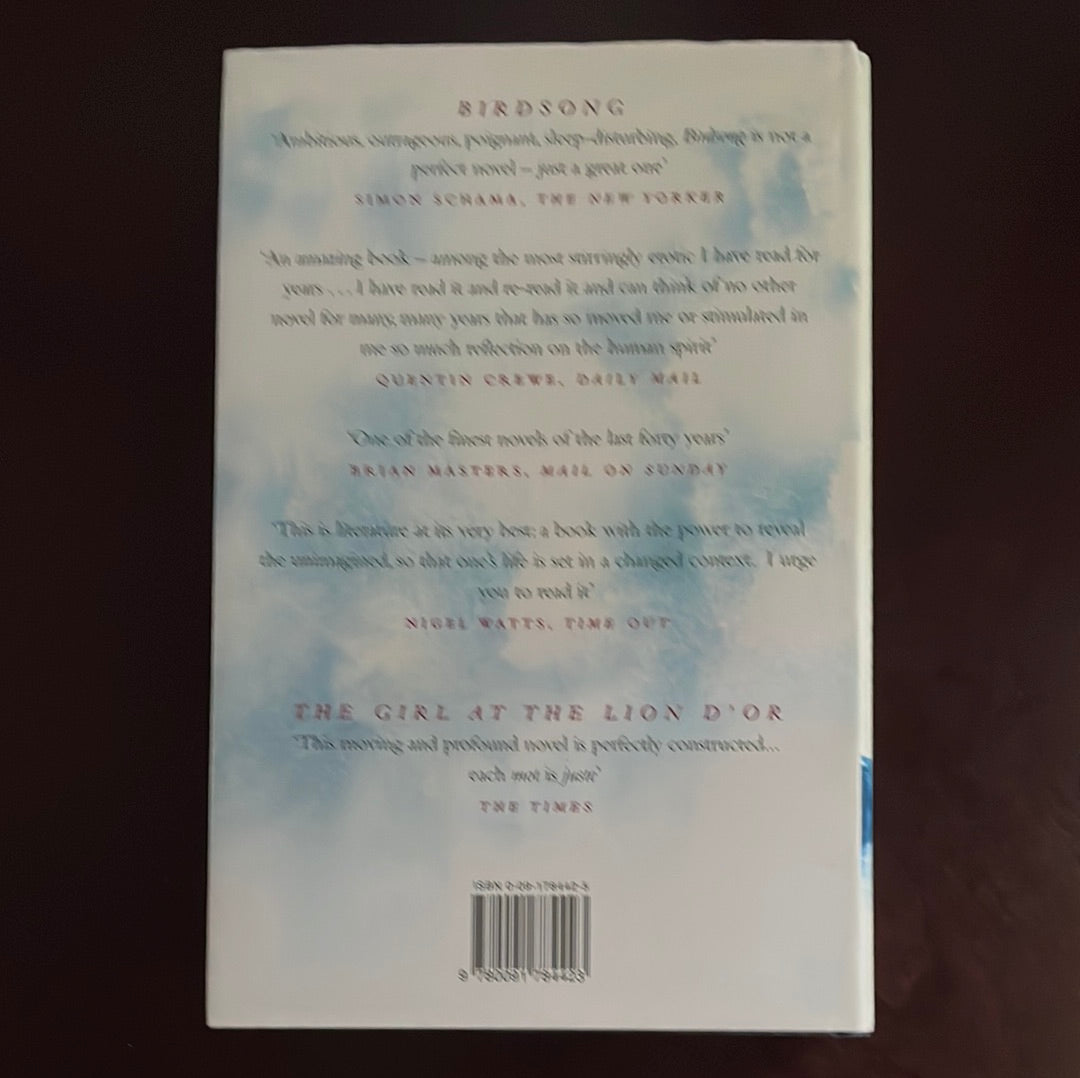 BIRDSONG
'Ambitious, outrageous, poignant, sleep-disturbing, Birdsong is not a
perfect novel – just a great one'
SIMON SCHAMA, THE NEW YORKER
'An amazing book – among the most stirringly erotic I have read for
years . . . I have read it and re-read it and can think of no other
novel for many, many years that has so moved me or stimulated in
me so much reflection on the human spirit'
QUENTIN CREWE, DAILY MAIL
'One of the finest novels of the last forty years'
BRIAN MASTERS, MAIL ON SUNDAY
'This is literature at its very best: a book with the power to reveal
the unimagined, so that one's life is set in a changed context. I urge
you to read it'
NIGEL WATTS, TIME OUT
THE GIRL AT THE LION D'OR
'This moving and profound novel is perfectly constructed...
each mot is juste'
THE TIMES
ISBN